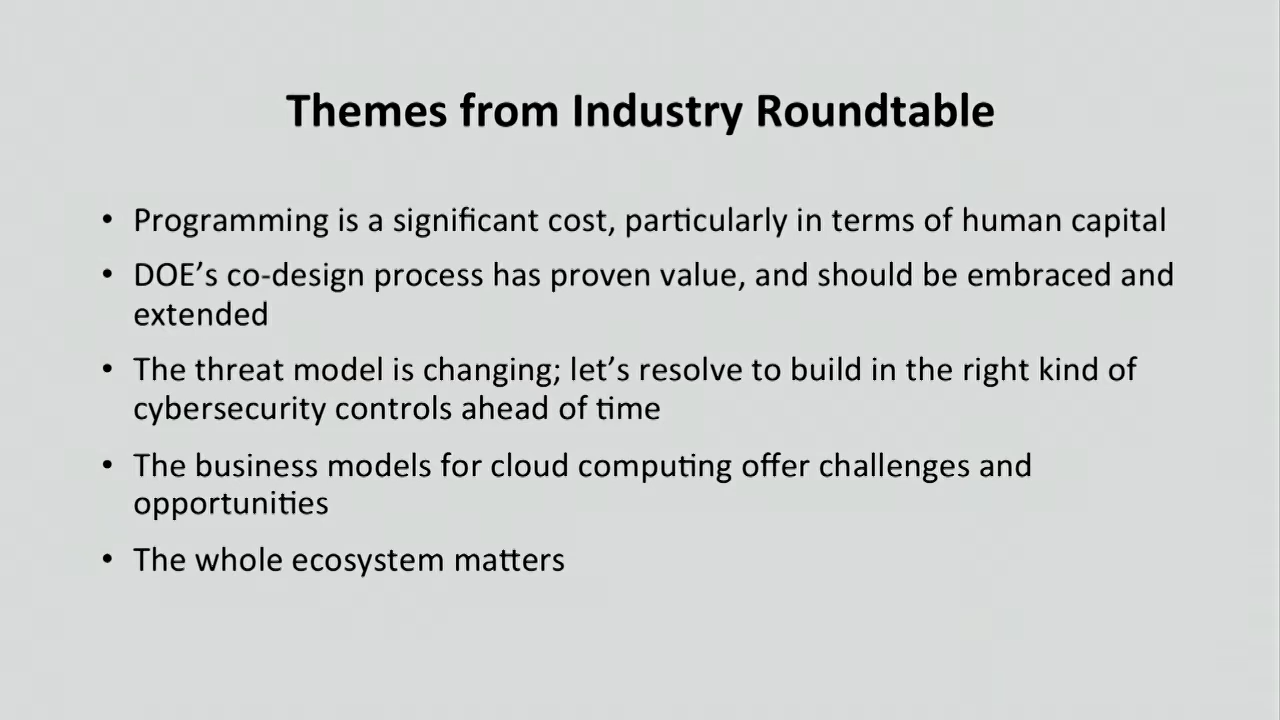 Themes from Industry Roundtable
• Programming is a significant cost, particularly in terms of human capital
• DOE’s co-design process has proven value, and should be embraced and
extended
• The threat model is changing; let’s resolve to build in the right kind of
cybersecurity controls ahead of time
• The business models for cloud computing offer challenges and
opportunities
• The whole ecosystem matters